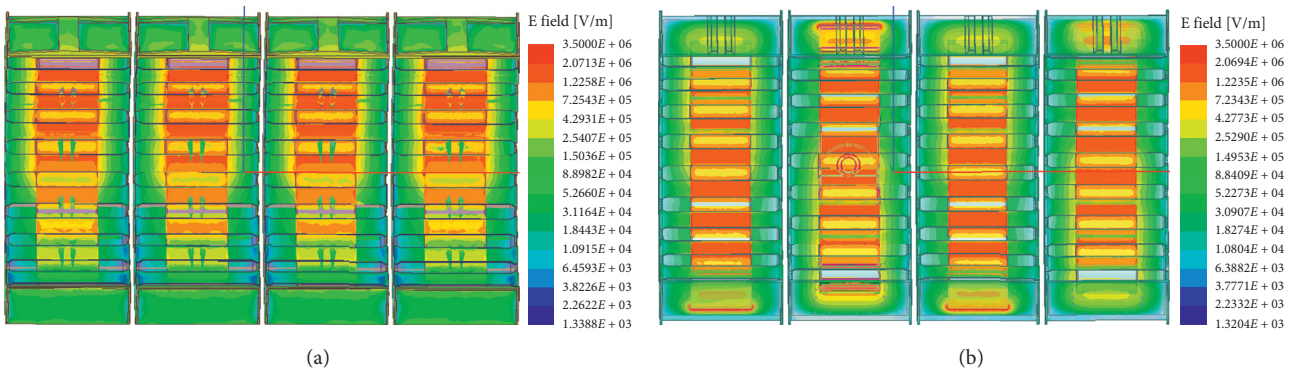 E field [V/m]
3.5000E + 06
2.0713E + 06
1.2258E + 06
7.2543E + 05
4.2931E + 05
2.5407E + 05
1.5036E + 05
8.8982E + 04
5.2660E + 04
3.1164E + 04
1.8443E + 04
1.0915E + 04
6.4593E + 03
3.8226E + 03
2.2622E + 03
1.3388E + 03
(a)
E field [V/m]
3.5000E + 06
2.0694E + 06
1.2235E + 06
7.2343E + 05
4.2773E + 05
2.5290E + 05
1.4953E + 05
8.8409E + 04
5.2273E + 04
3.0907E + 04
1.8274E + 04
1.0804E + 04
6.3882E + 03
3.7771E + 03
2.2332E + 03
1.3204E + 03
(b)